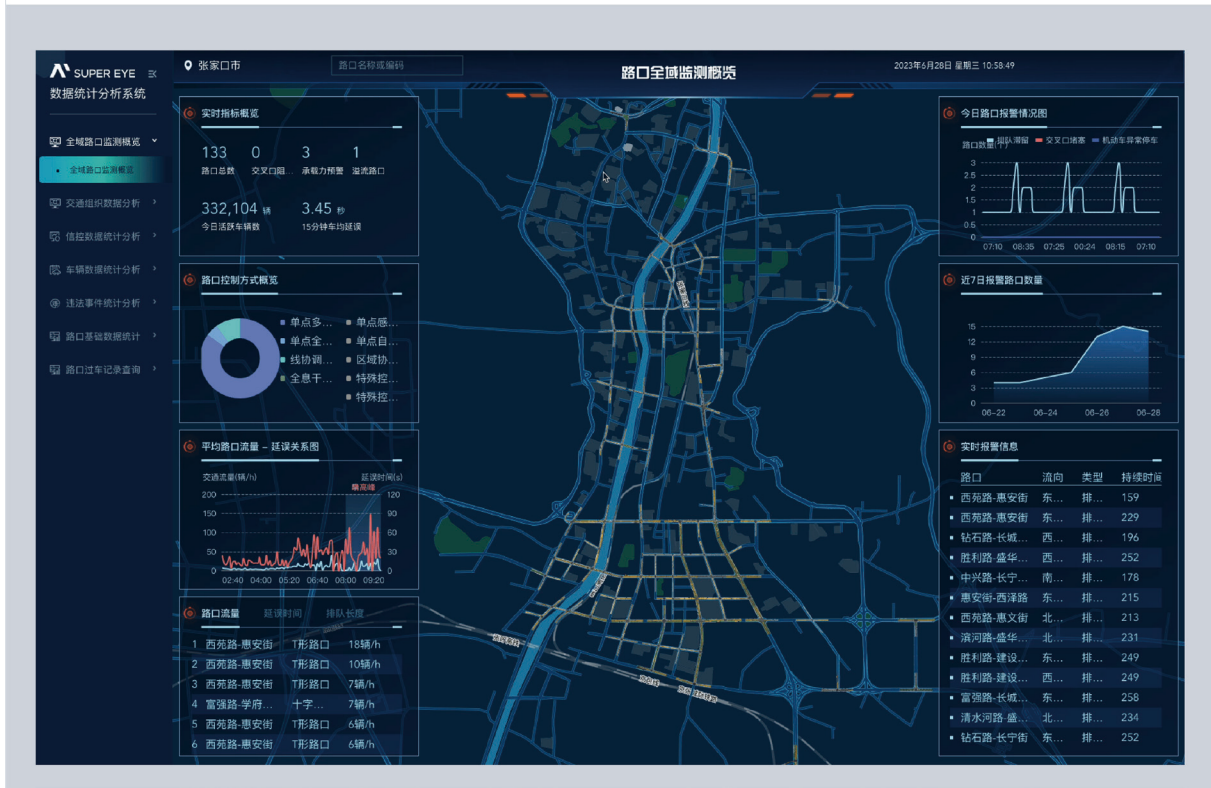 SUPER EYE
数据统计分析系统
全域路口监测概览
全域路口监测概览
交通组织数据分析
信控数据统计分析
车辆数据统计分析
违法事件统计分析
路口基础数据统计
路口过车记录查询
张家口市
路口名称或编码
路口全域监测概览
2023年6月28日 星期三 10:58:49
实时指标概览
133 0 3 1
路口总数 交叉口阻... 承载力预警 溢流路口
332,104 辆 3.45 秒
今日活跃车辆数 15分钟车均延误
路口控制方式概览
单点多... 单点感...
单点全... 单点自...
线协调... 区域协...
全息干... 特殊控...
特殊控...
平均路口流量 - 延误关系图
交通流量(辆/h) 延误时间(s)
早高峰
200 120
150 90
100 60
50 30
0 0
02:40 04:00 05:20 06:40 08:00 09:20
路口流量 延误时间 排队长度
1 西苑路-惠安街 T形路口 18辆/h
2 西苑路-惠安街 T形路口 10辆/h
3 西苑路-惠安街 T形路口 7辆/h
4 富强路-学府... 十字... 7辆/h
5 西苑路-惠安街 T形路口 6辆/h
6 西苑路-惠安街 T形路口 6辆/h
今日路口报警情况图
排队滞留 交叉口堵塞 机动车异常停车
路口数量(个)
3
2.5
2
1.5
1
0.5
0
07:10 08:35 07:25 00:24 08:15 07:10
近7日报警路口数量
15
12
9
6
3
0
06-22 06-24 06-26 06-28
实时报警信息
路口 流向 类型 持续时间
西苑路-惠安街 东... 排... 159
西苑路-惠安街 东... 排... 229
钻石路-长城... 西... 排... 196
胜利路-盛华... 西... 排... 252
中兴路-长宁... 南... 排... 178
惠安街-西泽路 东... 排... 215
西苑路-惠文街 北... 排... 213
滨河路-盛华... 北... 排... 231
胜利路-建设... 东... 排... 249
胜利路-建设... 西... 排... 249
富强路-长城... 东... 排... 258
清水河路-盛... 北... 排... 234
钻石路-长宁街 东... 排... 252